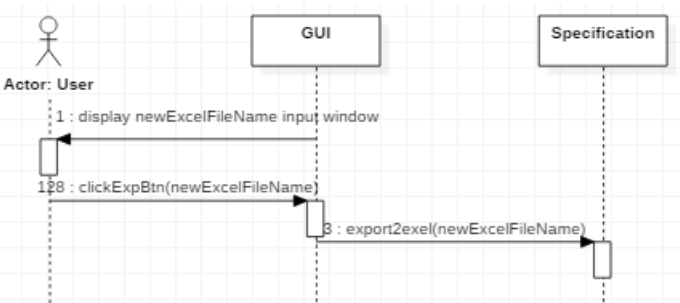 GUI
Specification
Actor: User
1 : display newExcelFileName input window
128 : clickExpBtn(newExcelFileName)
3 : export2exel(newExcelFileName)